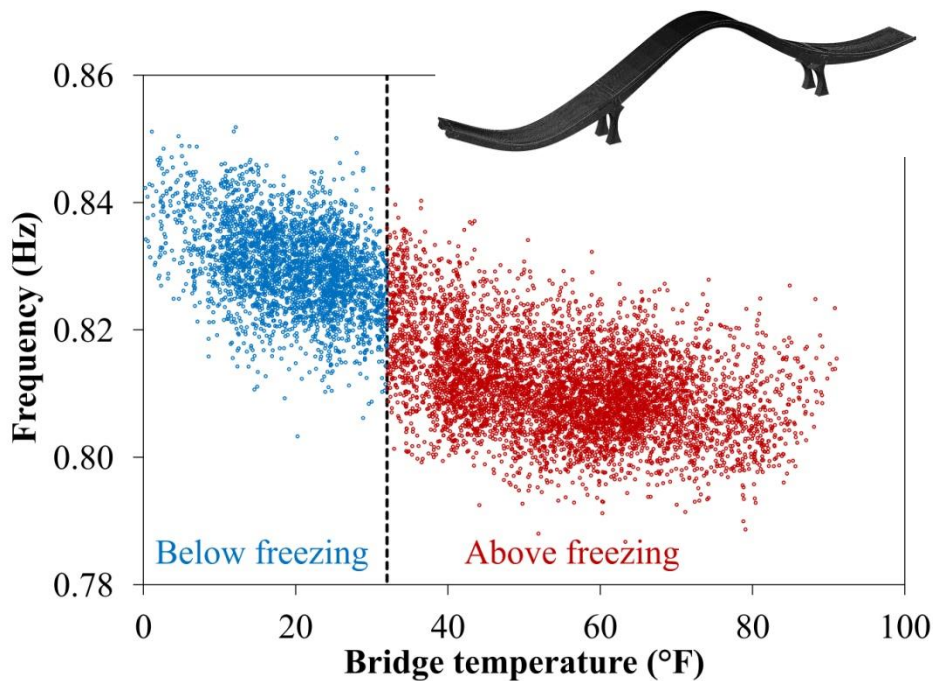 0.86
0.84
0.82
0.80
0.78
Frequency (Hz)
Below freezing
Above freezing
0
20
40
60
80
100
Bridge temperature (°F)